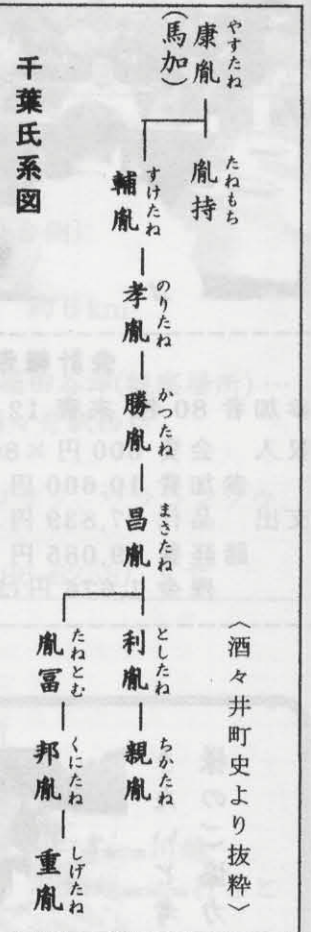 千葉氏系図
康胤
やすたね
(馬加)
胤持
たねもち
輔胤
すけたね
孝胤
のりたね
勝胤
かつたね
昌胤
まさたね
利胤
としたね
親胤
ちかたね
胤冨
たねとむ
邦胤
くにたね
重胤
しげたね
〈酒々井町史より抜粋〉